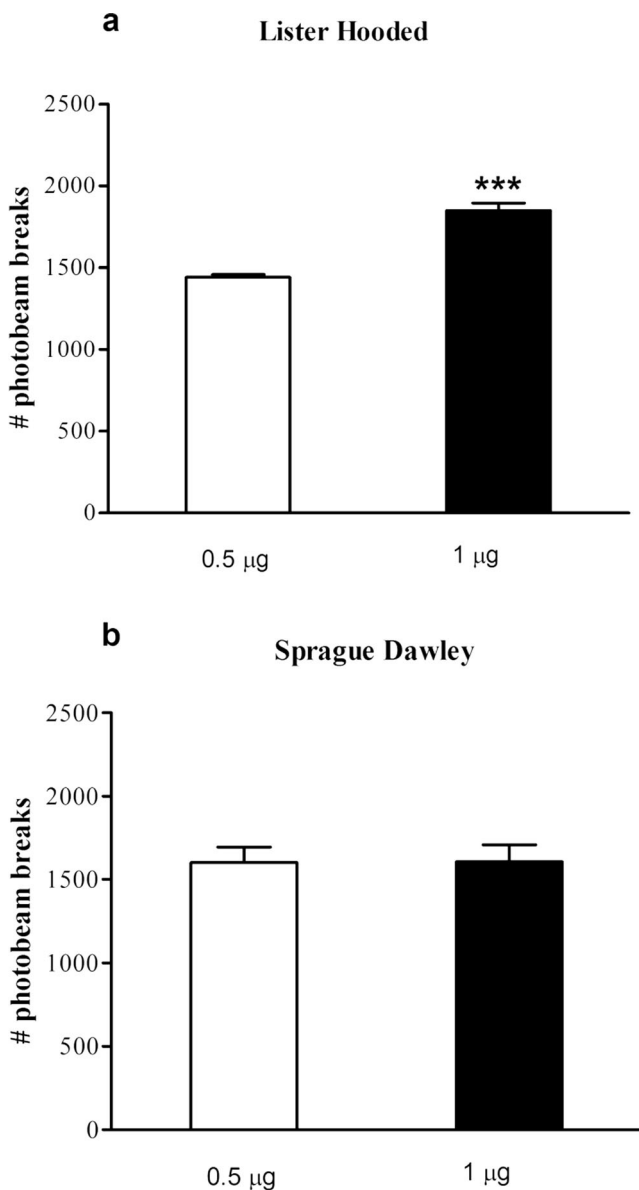 a
Lister Hooded
# photobeam breaks
2500
2000
1500
1000
500
0
***
0.5 μg
1 μg
b
Sprague Dawley
# photobeam breaks
2500
2000
1500
1000
500
0
0.5 μg
1 μg